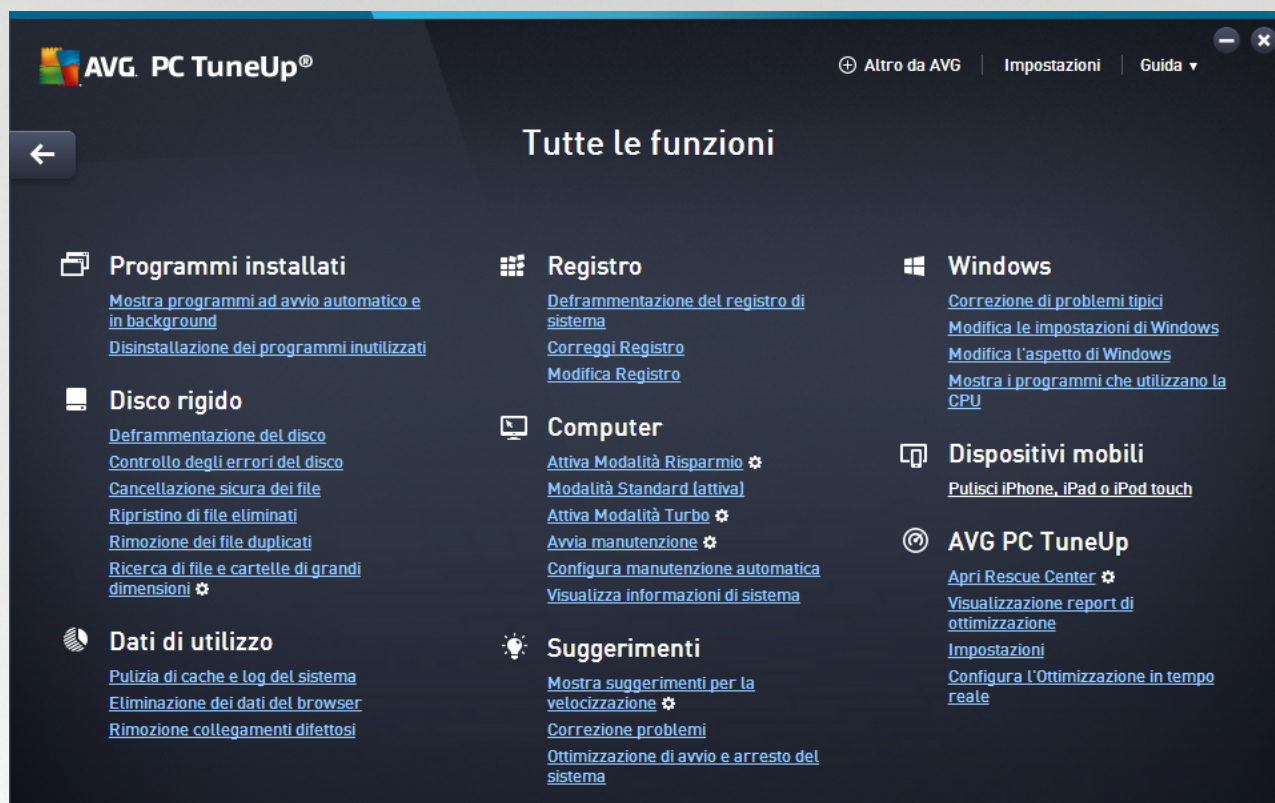 AVG. PC TuneUp®
Altro da AVG
Impostazioni
Guida
Tutte le funzioni
Programmi installati
Mostra programmi ad avvio automatico e
in background
Disinstallazione dei programmi inutilizzati
Disco rigido
Deframmentazione del disco
Controllo degli errori del disco
Cancellazione sicura dei file
Ripristino di file eliminati
Rimozione dei file duplicati
Ricerca di file e cartelle di grandi
dimensioni
Dati di utilizzo
Pulizia di cache e log del sistema
Eliminazione dei dati del browser
Rimozione collegamenti difettosi
Registro
Deframmentazione del registro di
sistema
Correggi Registro
Modifica Registro
Computer
Attiva Modalità Risparmio
Modalità Standard (attiva)
Attiva Modalità Turbo
Avvia manutenzione
Configura manutenzione automatica
Visualizza informazioni di sistema
Suggerimenti
Mostra suggerimenti per la
velocizzazione
Correzione problemi
Ottimizzazione di avvio e arresto del
sistema
Windows
Correzione di problemi tipici
Modifica le impostazioni di Windows
Modifica l'aspetto di Windows
Mostra i programmi che utilizzano la
CPU
Dispositivi mobili
Pulisci iPhone, iPad o iPod touch
AVG PC TuneUp
Apri Rescue Center
Visualizzazione report di
ottimizzazione
Impostazioni
Configura l'Ottimizzazione in tempo
reale